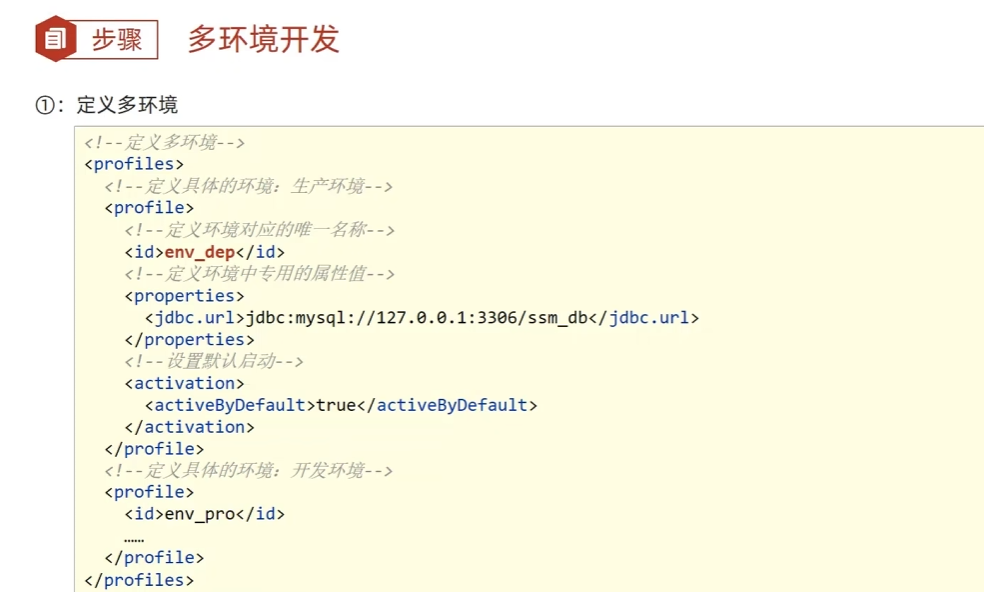 步骤 多环境开发
①：定义多环境
<!--定义多环境-->
<profiles>
<!--定义具体的环境：生产环境-->
<profile>
<!--定义环境对应的唯一名称-->
<id>env_dep</id>
<!--定义环境中专用的属性值-->
<properties>
<jdbc.url>jdbc:mysql://127.0.0.1:3306/ssm_db</jdbc.url>
</properties>
<!--设置默认启动-->
<activation>
<activeByDefault>true</activeByDefault>
</activation>
</profile>
<!--定义具体的环境：开发环境-->
<profile>
<id>env_pro</id>
……
</profile>
</profiles>